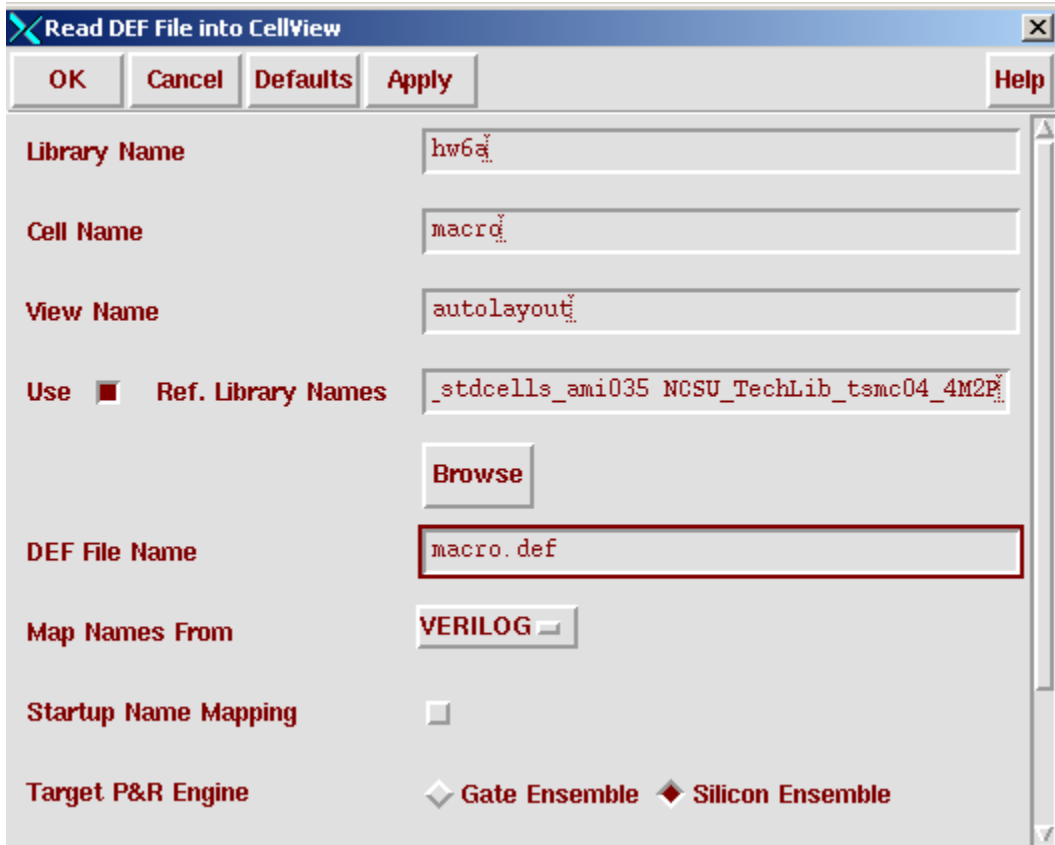 Read DEF File into CellView
OK Cancel Defaults Apply Help
Library Name hw6a
Cell Name macro
View Name autolayout
Use Ref. Library Names _stdcells_ami035 NCSU_TechLib_tsmc04_4M2P
Browse
DEF File Name macro.def
Map Names From VERILOG
Startup Name Mapping
Target P&R Engine Gate Ensemble Silicon Ensemble